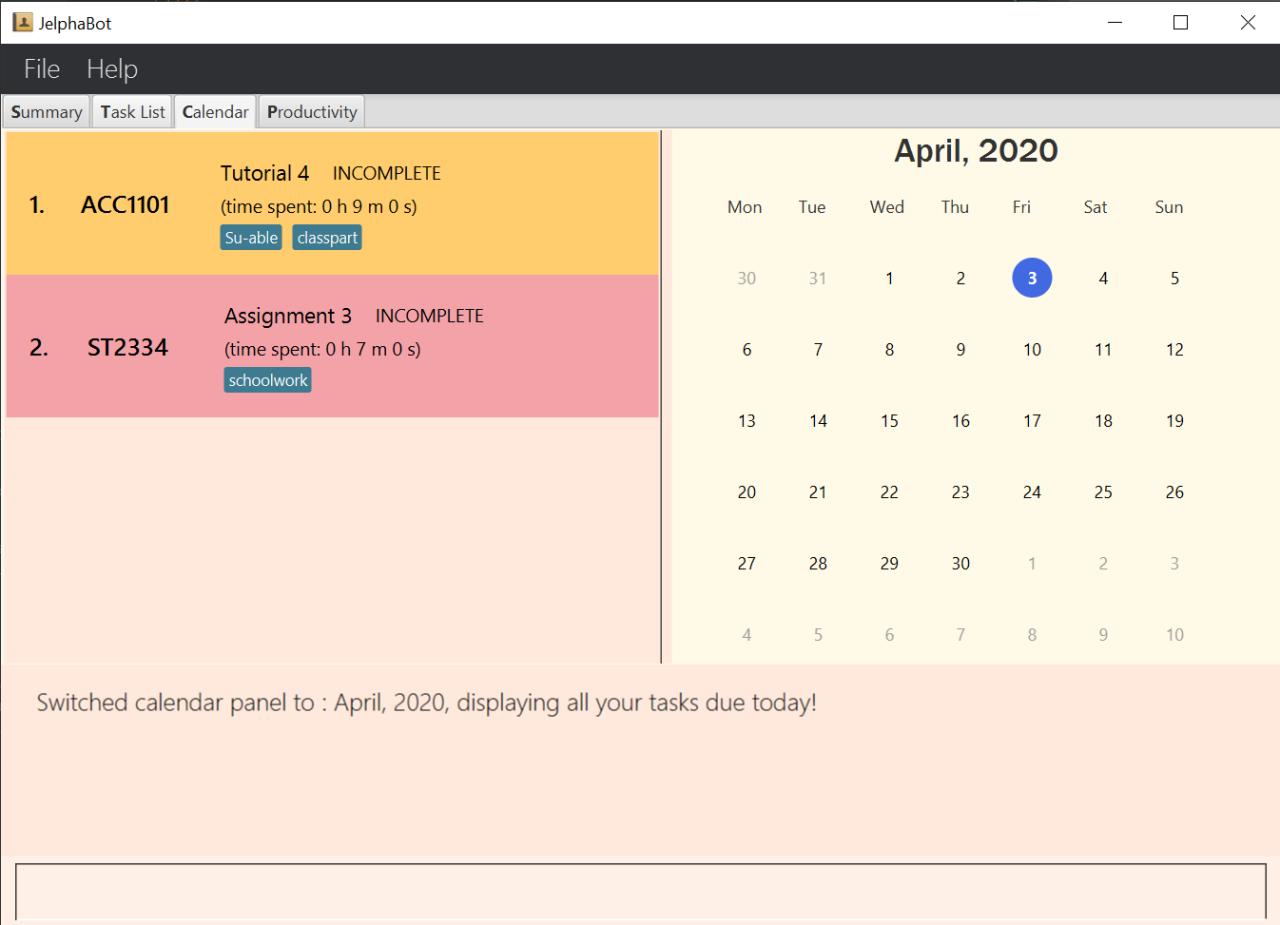 JelphaBot
File Help
Summary Task List Calendar Productivity
1. ACC1101
Tutorial 4 INCOMPLETE
(time spent: 0 h 9 m 0 s)
Su-able classpart
2. ST2334
Assignment 3 INCOMPLETE
(time spent: 0 h 7 m 0 s)
schoolwork
April, 2020
Mon Tue Wed Thu Fri Sat Sun
30 31 1 2 3 4 5
6 7 8 9 10 11 12
13 14 15 16 17 18 19
20 21 22 23 24 25 26
27 28 29 30 1 2 3
4 5 6 7 8 9 10
Switched calendar panel to : April, 2020, displaying all your tasks due today!